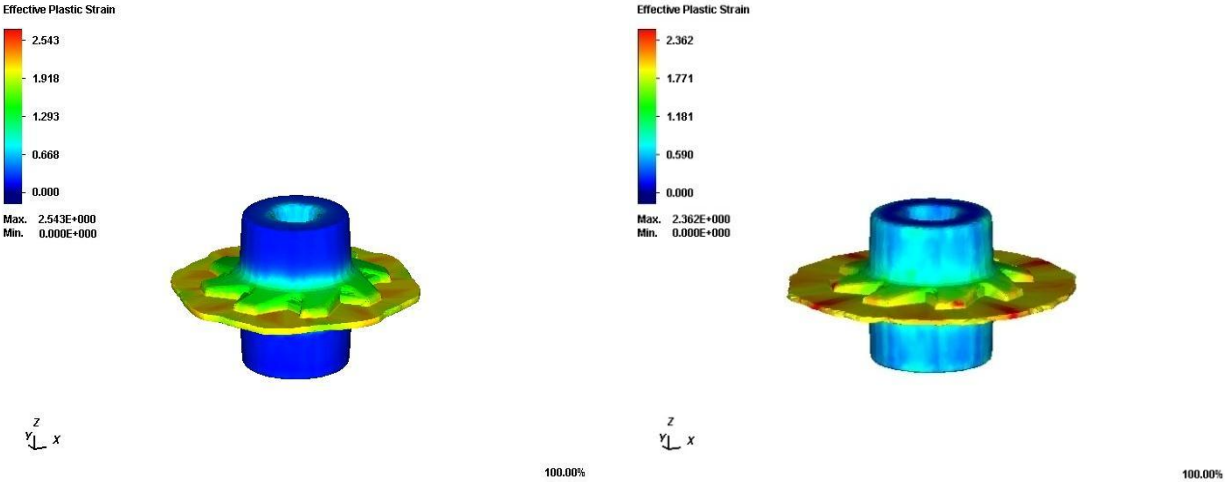 Effective Plastic Strain
2.543
1.918
1.293
0.668
0.000
Max. 2.543E+000
Min. 0.000E+000
Z
Y X
100.00%
Effective Plastic Strain
2.362
1.771
1.181
0.590
0.000
Max. 2.362E+000
Min. 0.000E+000
Z
Y X
100.00%